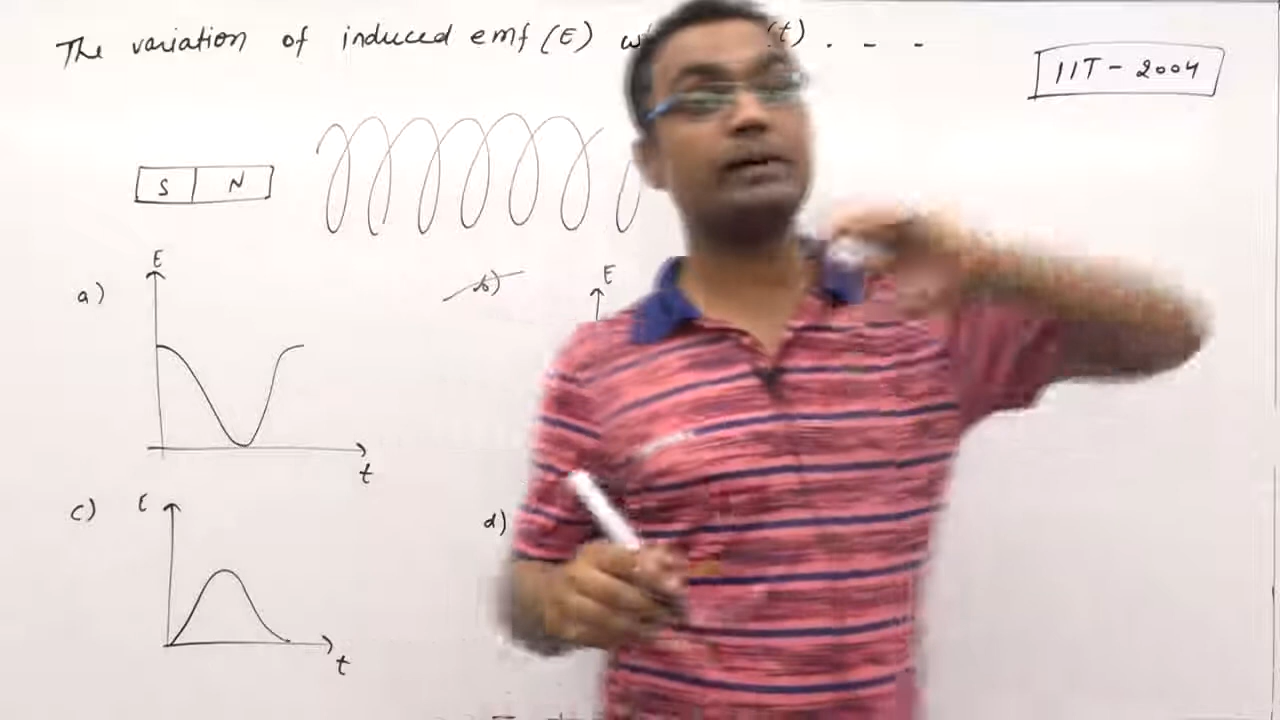 The variation of induced emf (E) (t) . - - -
IIT - 2004
S N
a) E t
b) E
c) E t
d)